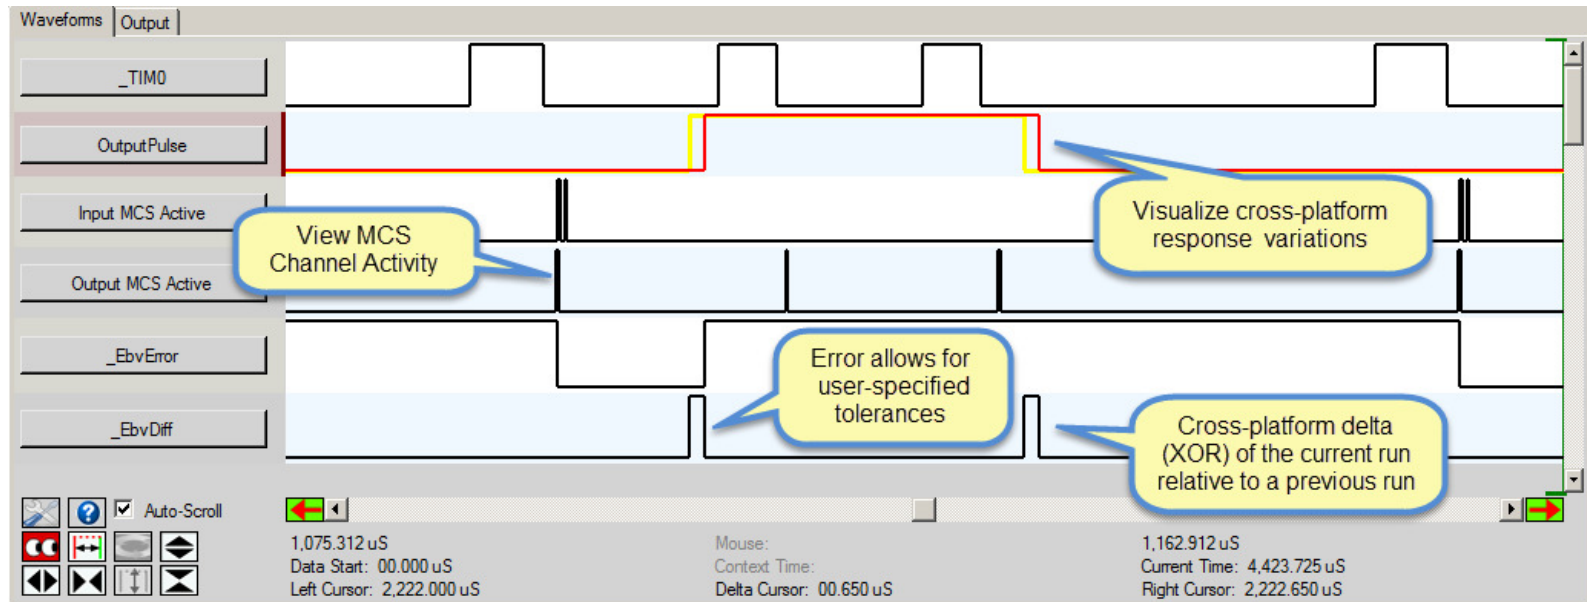 Waveforms Output
_TIM0
OutputPulse
Input MCS Active
Output MCS Active
_EbvError
_EbvDiff
View MCS
Channel Activity
Visualize cross-platform
response variations
Error allows for
user-specified
tolerances
Cross-platform delta
(XOR) of the current run
relative to a previous run
Auto-Scroll
1,075.312 uS
Data Start: 00.000 uS
Left Cursor: 2,222.000 uS
Mouse:
Context Time:
Delta Cursor: 00.650 uS
1,162.912 uS
Current Time: 4,423.725 uS
Right Cursor: 2,222.650 uS